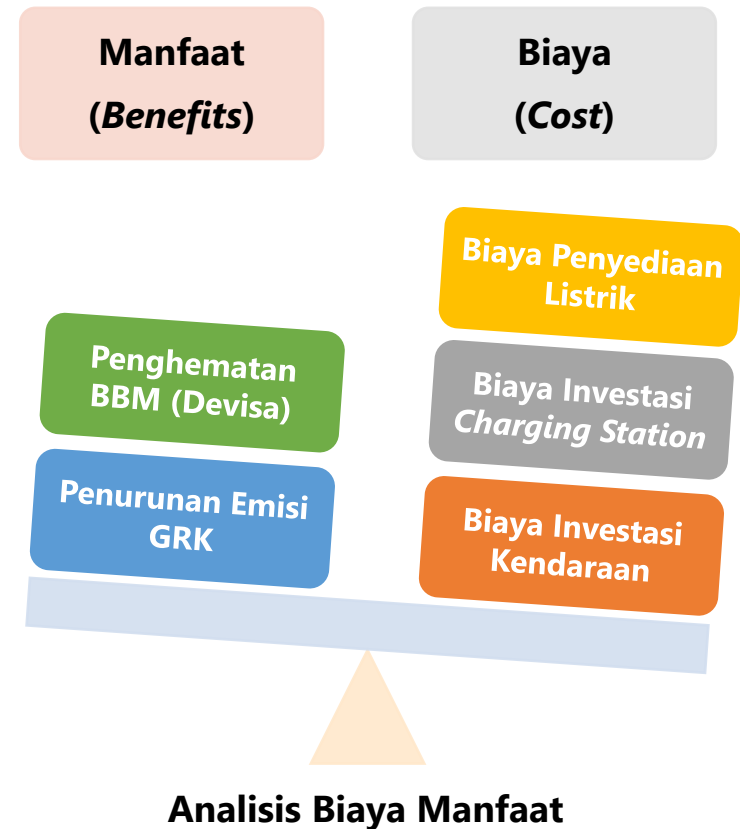 Manfaat
(Benefits)
Biaya
(Cost)
Penghematan
BBM (Devisa)
Penurunan Emisi
GRK
Biaya Penyediaan
Listrik
Biaya Investasi
Charging Station
Biaya Investasi
Kendaraan
Analisis Biaya Manfaat